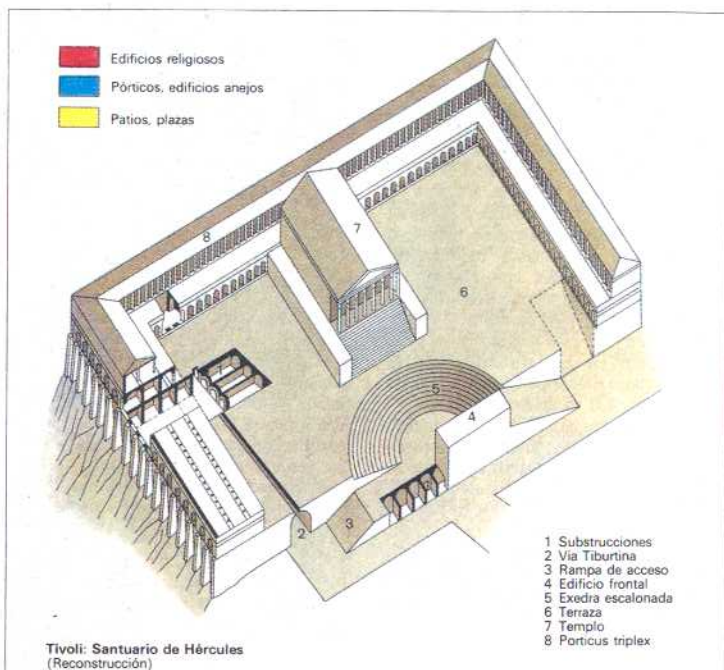 Edificios religiosos
Pórticos, edificios anejos
Patios, plazas
8
7
6
5
4
3
2
1 Substrucciones
2 Via Tiburtina
3 Rampa de acceso
4 Edificio frontal
5 Exedra escalonada
6 Terraza
7 Templo
8 Porticus triplex
Tivoli: Santuario de Hércules
(Reconstrucción)